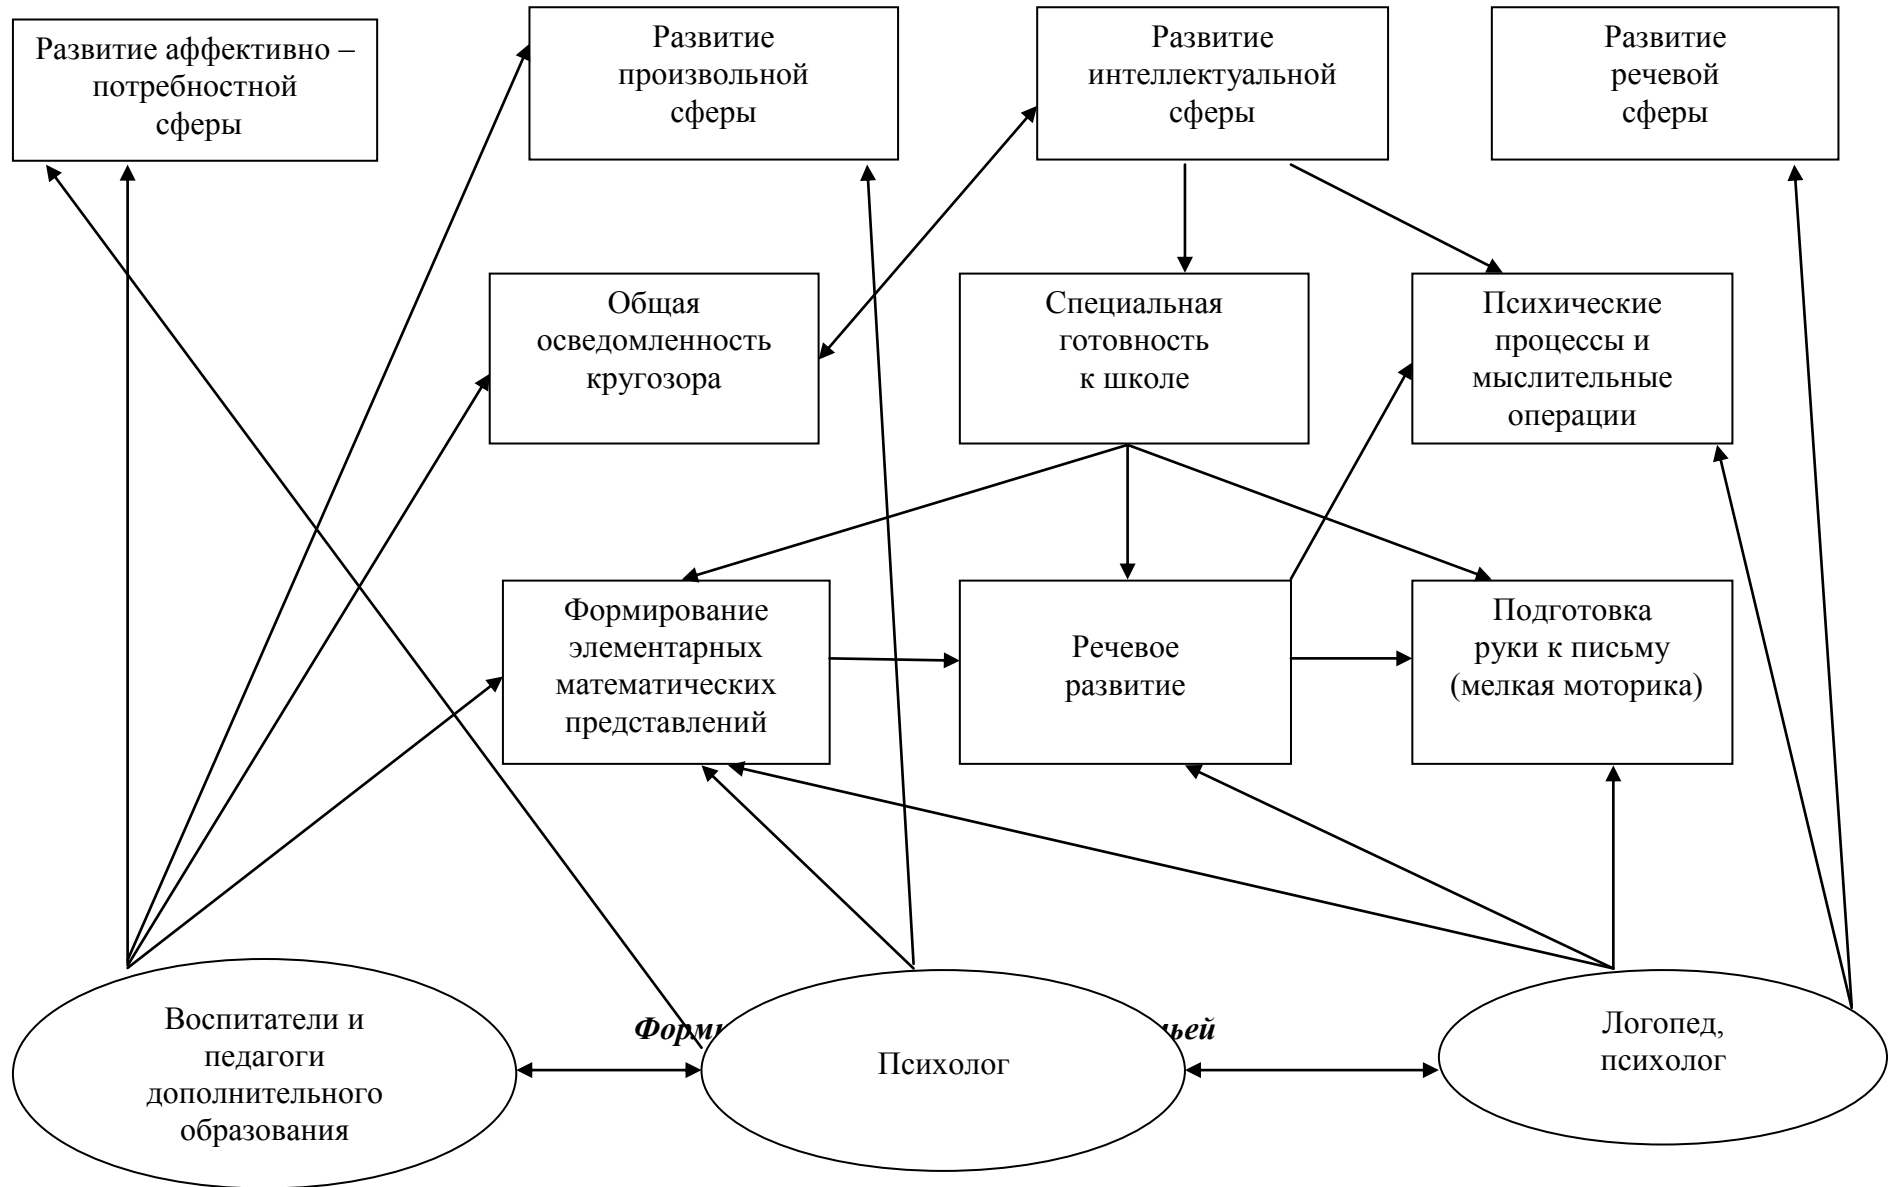 Развитие аффективно –
потребностной
сферы
Развитие
произвольной
сферы
Развитие
интеллектуальной
сферы
Развитие
речевой
сферы
Общая
осведомленность
кругозора
Специальная
готовность
к школе
Психические
процессы и
мыслительные
операции
Формирование
элементарных
математических
представлений
Речевое
развитие
Подготовка
руки к письму
(мелкая моторика)
Воспитатели и
педагоги
дополнительного
образования
Психолог
Логопед,
психолог